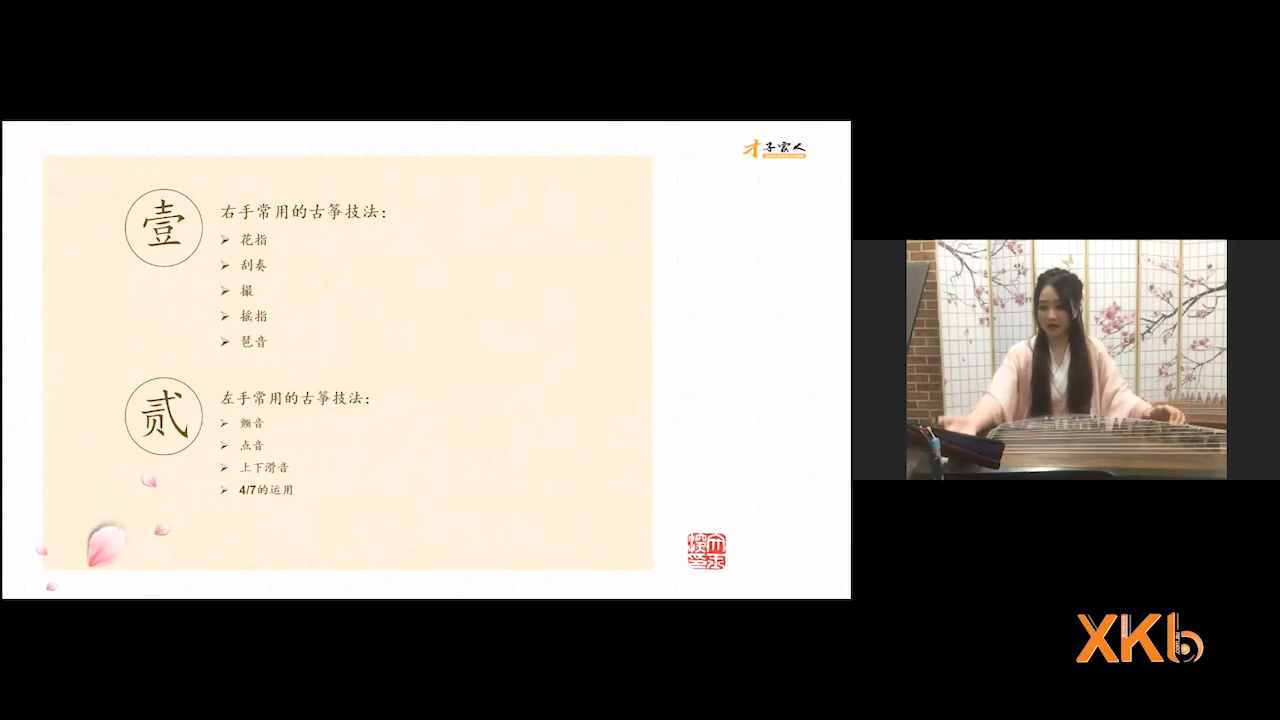 才子雲人
壹
右手常用的古筝技法：
花指
刮奏
撮
摇指
琶音
贰
左手常用的古筝技法：
颤音
点音
上下滑音
4/7的运用
XKb